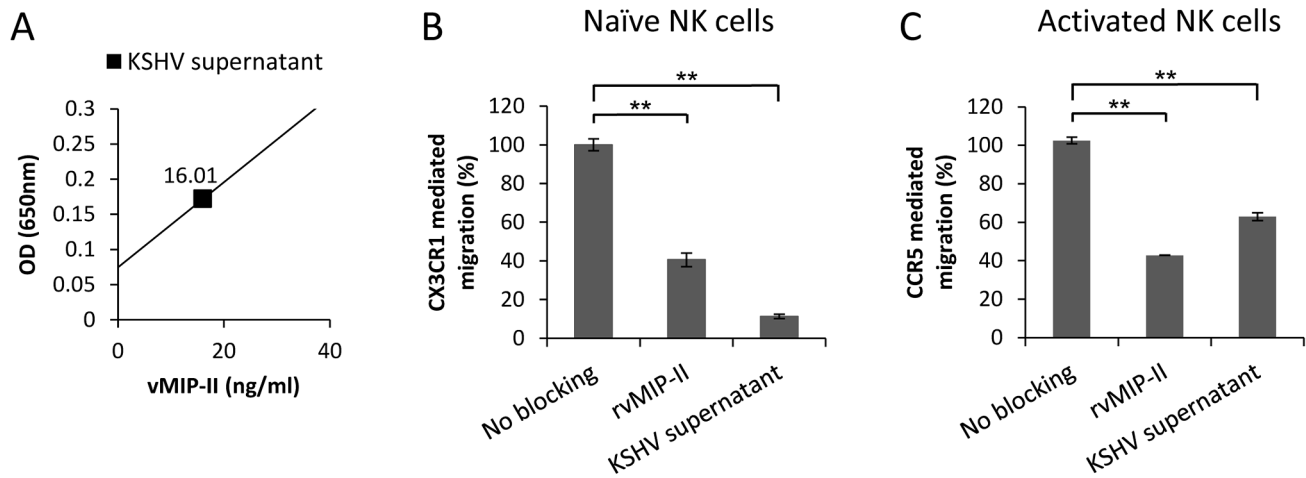 A
■ KSHV supernatant
0.3
0.25
0.2
0.15
0.1
0.05
0
OD (650nm)
16.01
0 20 40
vMIP-II (ng/ml)
B
Naïve NK cells
**
**
120
100
80
60
40
20
0
CX3CR1 mediated
migration (%)
No blocking
rvMIP-II
KSHV supernatant
C
Activated NK cells
**
**
120
100
80
60
40
20
0
CCR5 mediated
migration (%)
No blocking
rvMIP-II
KSHV supernatant